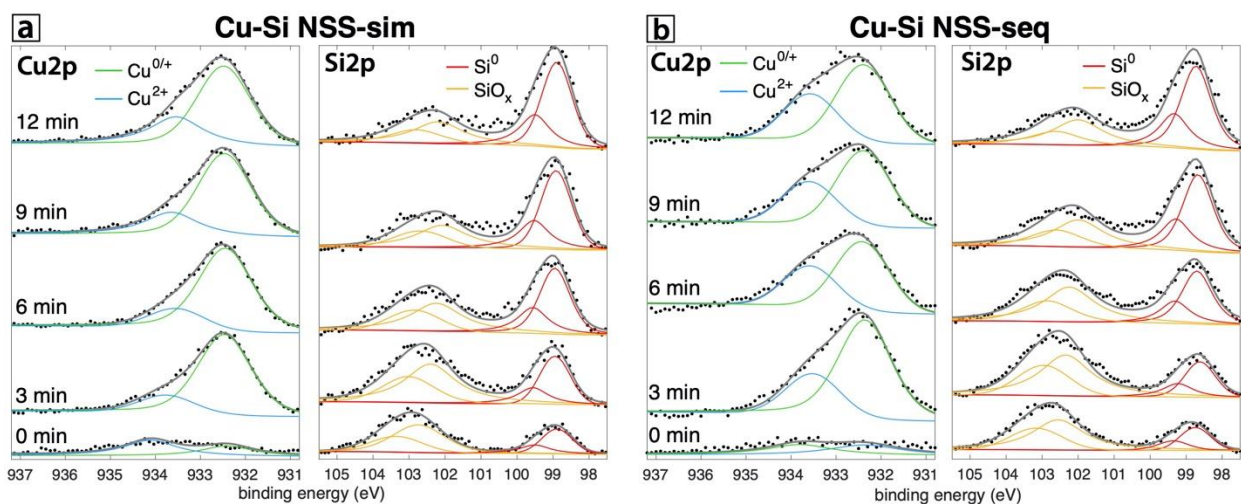 a
Cu-Si NSS-sim
Cu2p
Cu0/+
Cu2+
12 min
9 min
6 min
3 min
0 min
937 936 935 934 933 932 931
Si2p
Si0
SiOx
105 104 103 102 101 100 99 98
binding energy (eV)
b
Cu-Si NSS-seq
Cu2p
Cu0/+
Cu2+
12 min
9 min
6 min
3 min
0 min
937 936 935 934 933 932 931
Si2p
Si0
SiOx
105 104 103 102 101 100 99 98
binding energy (eV)